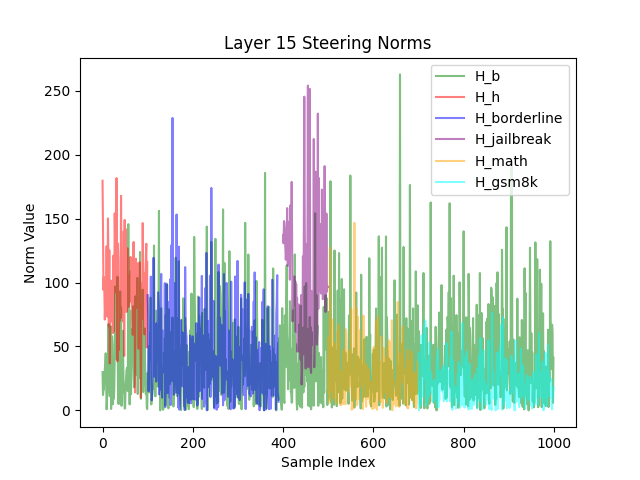 Layer 15 Steering Norms
H_b
H_h
H_borderline
H_jailbreak
H_math
H_gsm8k
Norm Value
250
200
150
100
50
0
0 200 400 600 800 1000
Sample Index